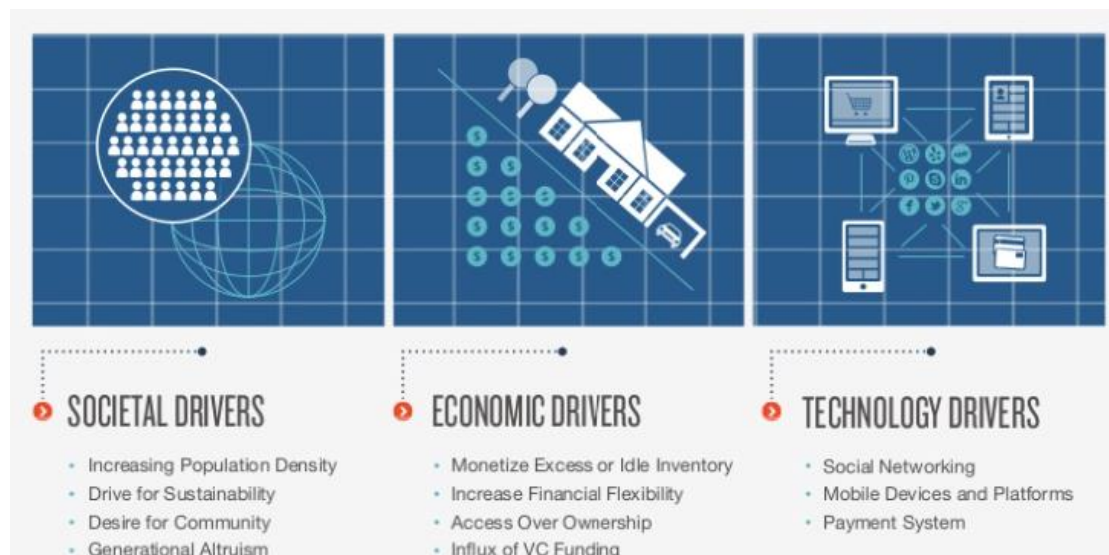 SOCIETAL DRIVERS
Increasing Population Density
Drive for Sustainability
Desire for Community
Generational Altruism
ECONOMIC DRIVERS
Monetize Excess or Idle Inventory
Increase Financial Flexibility
Access Over Ownership
Influx of VC Funding
TECHNOLOGY DRIVERS
Social Networking
Mobile Devices and Platforms
Payment System